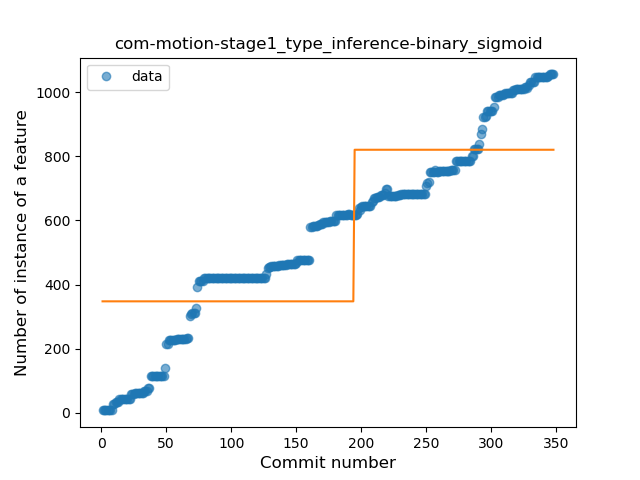 com-motion-stage1_type_inference-binary_sigmoid
data
Number of instance of a feature
1000
800
600
400
200
0
0 50 100 150 200 250 300 350
Commit number